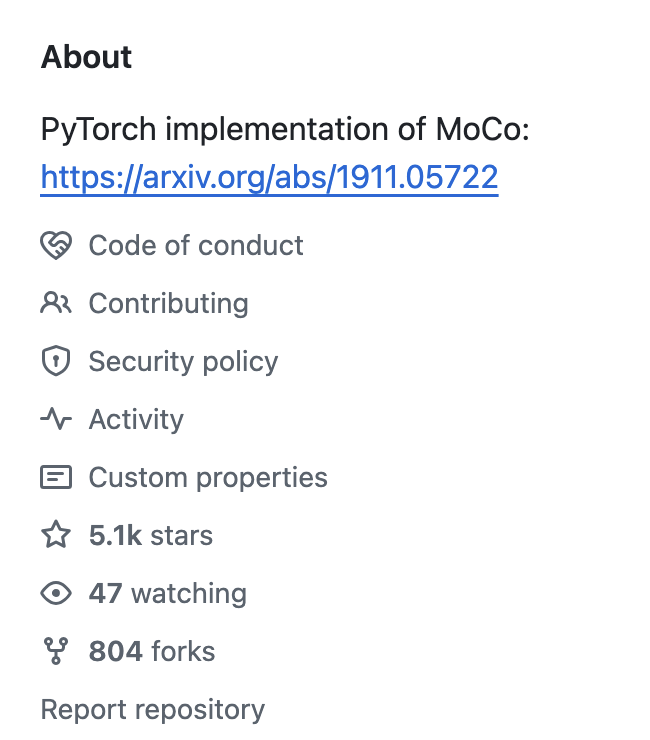 About
PyTorch implementation of MoCo:
https://arxiv.org/abs/1911.05722
Code of conduct
Contributing
Security policy
Activity
Custom properties
5.1k stars
47 watching
804 forks
Report repository